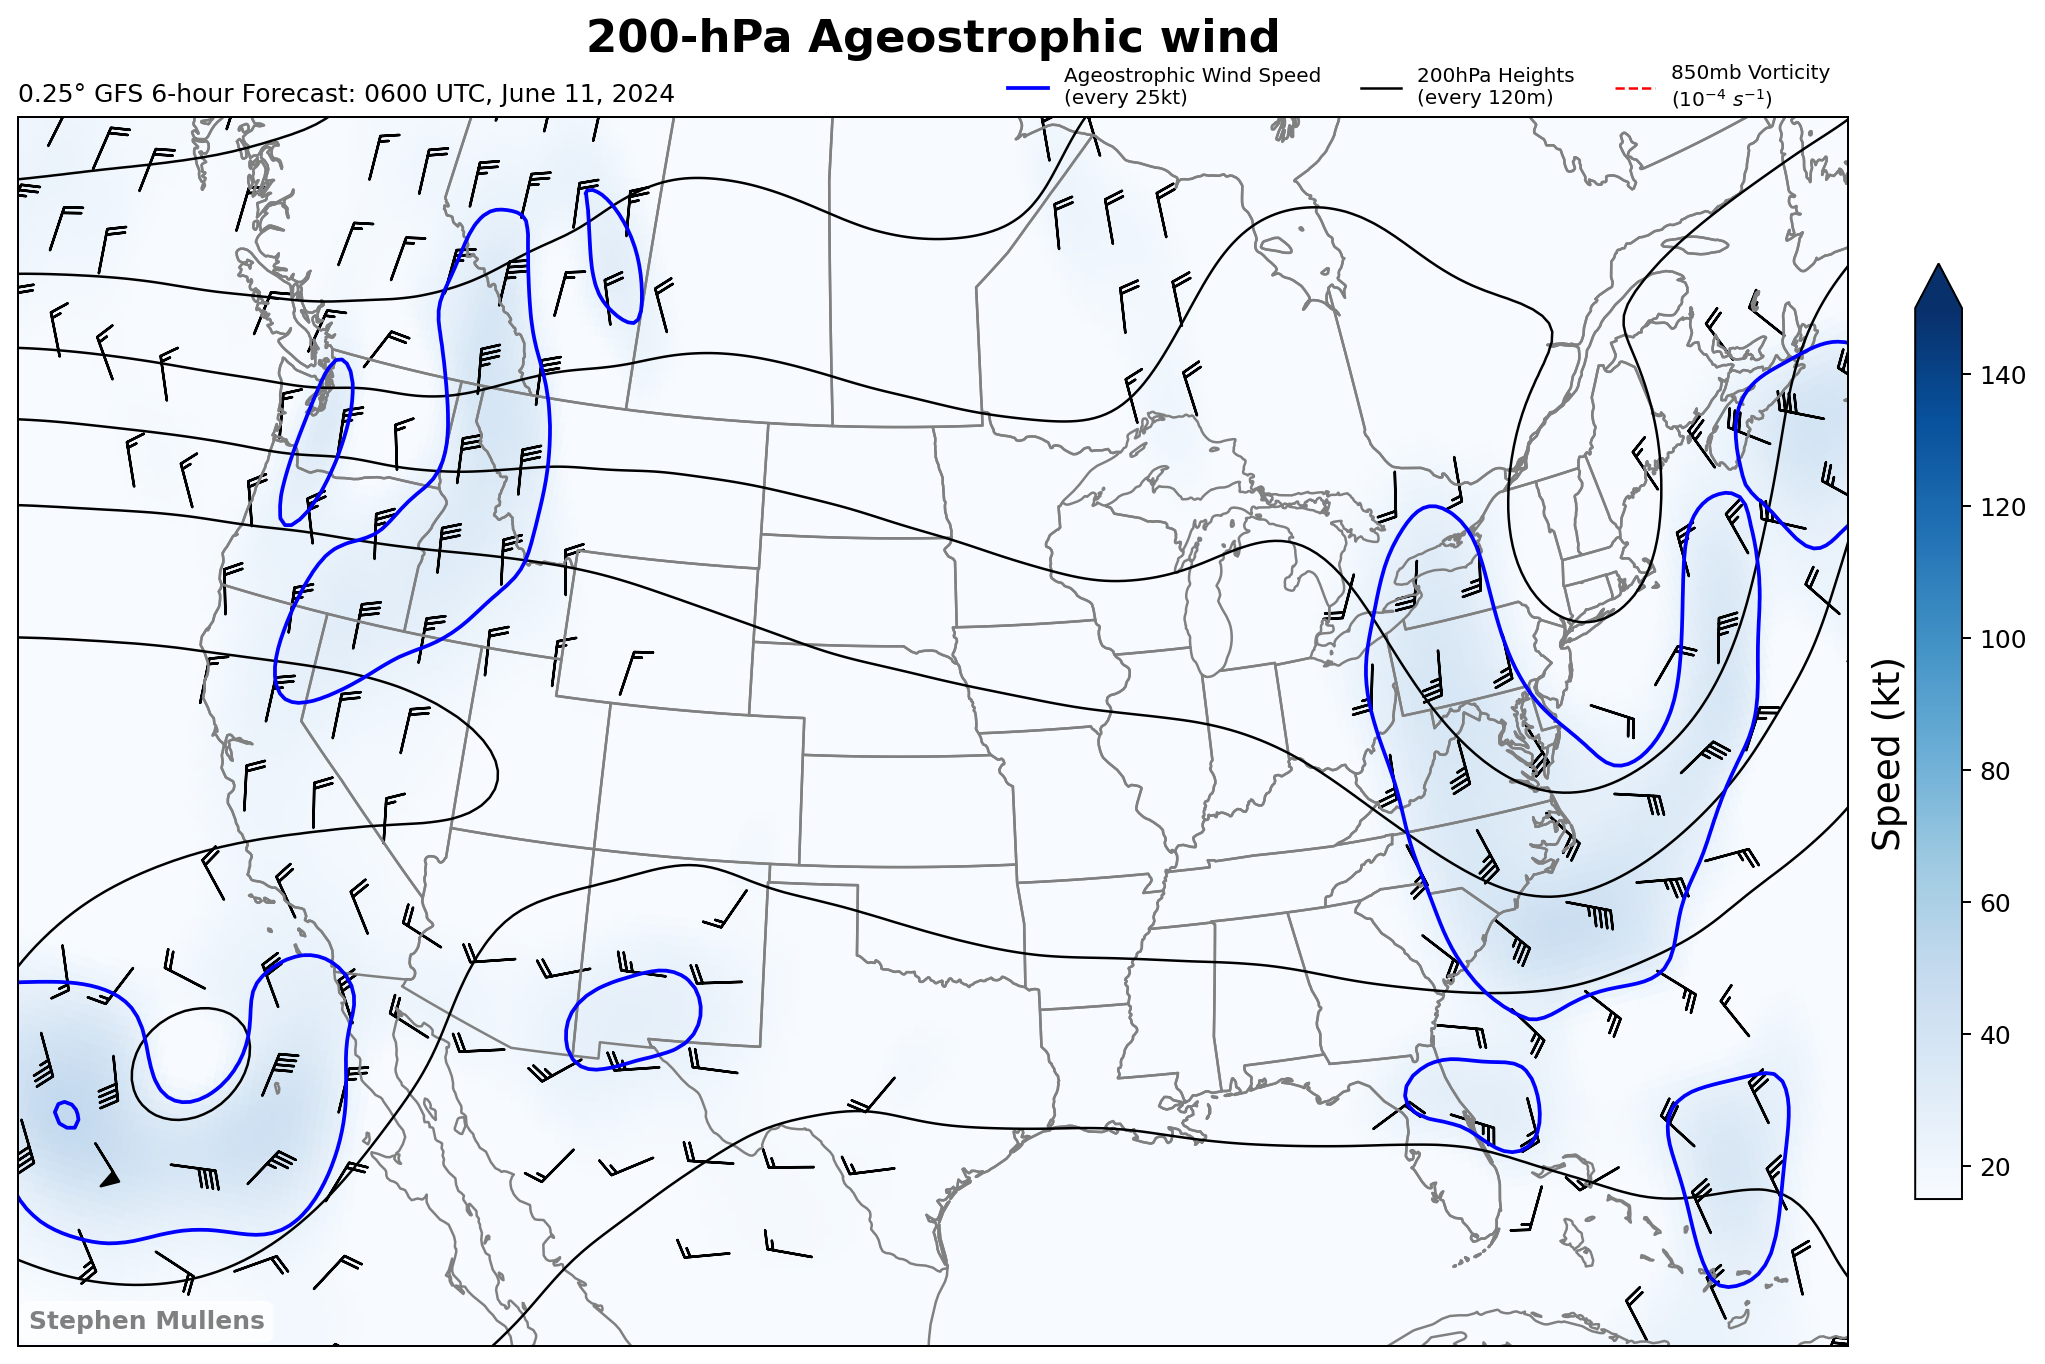 200-hPa Ageostrophic wind
0.25° GFS 6-hour Forecast: 0600 UTC, June 11, 2024
Ageostrophic Wind Speed
(every 25kt)
200hPa Heights
(every 120m)
850mb Vorticity
(10⁻⁴ s⁻¹)
140
120
100
80
60
40
20
Speed (kt)
Stephen Mullens